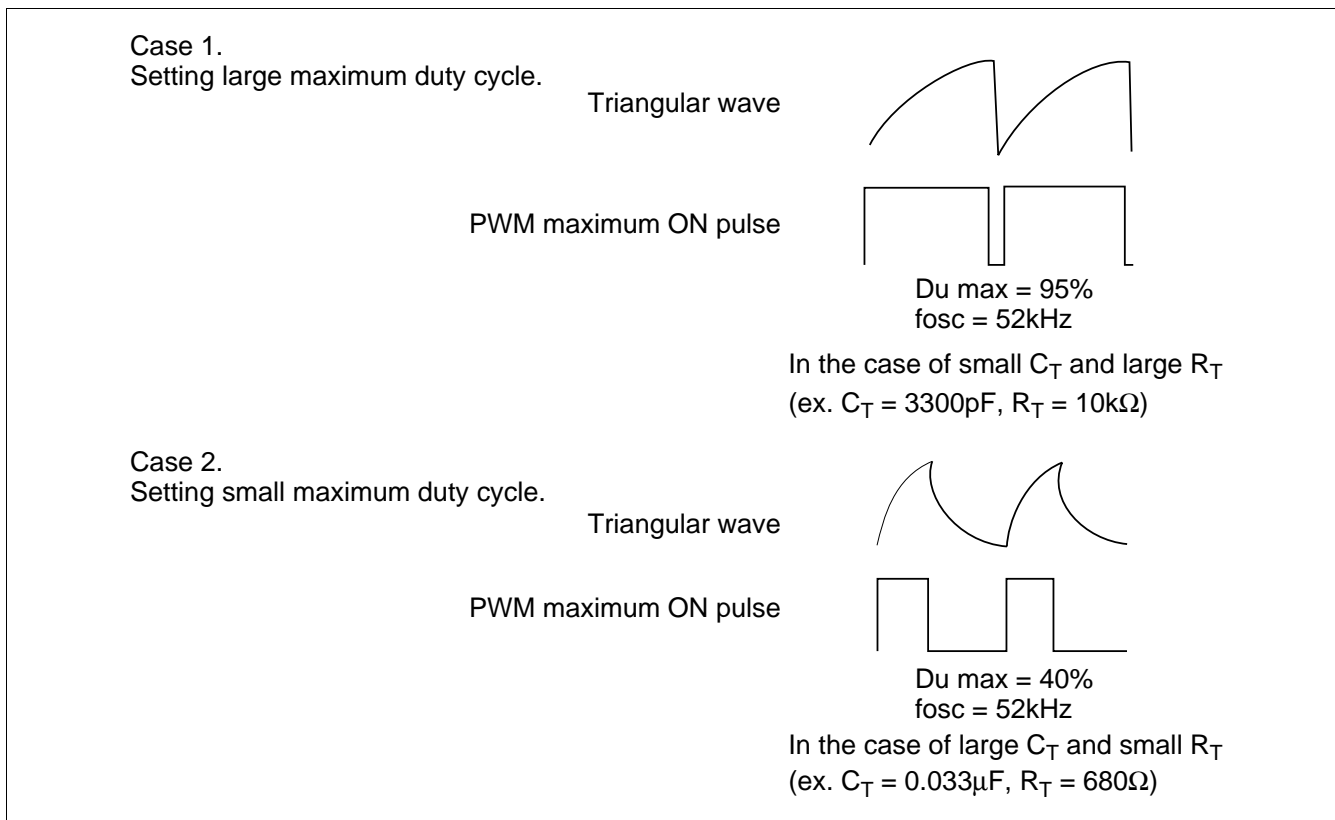 Case 1.
Setting large maximum duty cycle.
Triangular wave
PWM maximum ON pulse
Du max = 95%
fosc = 52kHz
In the case of small C_T and large R_T
(ex. C_T = 3300pF, R_T = 10kΩ)
Case 2.
Setting small maximum duty cycle.
Triangular wave
PWM maximum ON pulse
Du max = 40%
fosc = 52kHz
In the case of large C_T and small R_T
(ex. C_T = 0.033μF, R_T = 680Ω)